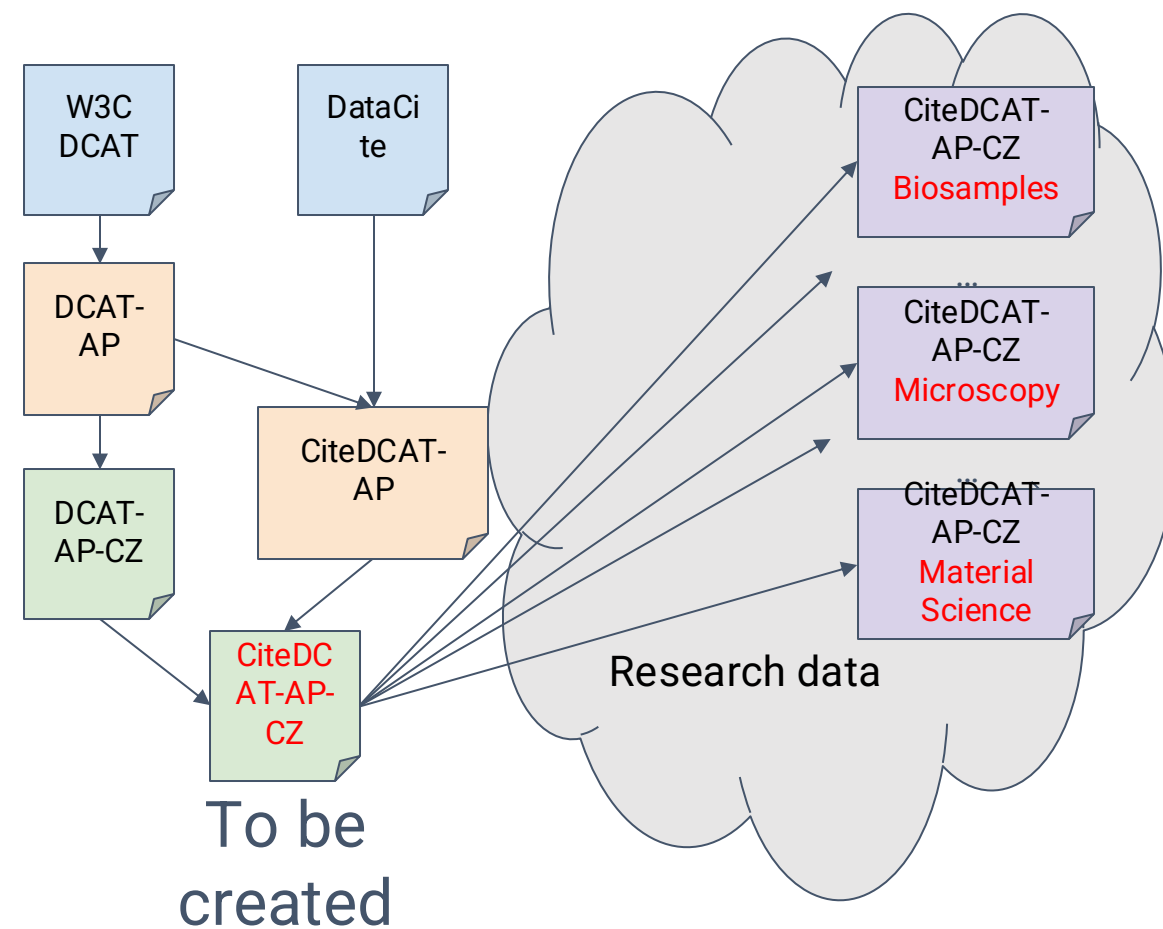 W3C
DCAT
DataCi
te
DCAT-
AP
CiteDCAT-
AP
DCAT-
AP-CZ
CiteDC
AT-AP-
CZ
To be
created
CiteDCAT-
AP-CZ
Biosamples
...
CiteDCAT-
AP-CZ
Microscopy
...
CiteDCAT-
AP-CZ
Material
Science
Research data